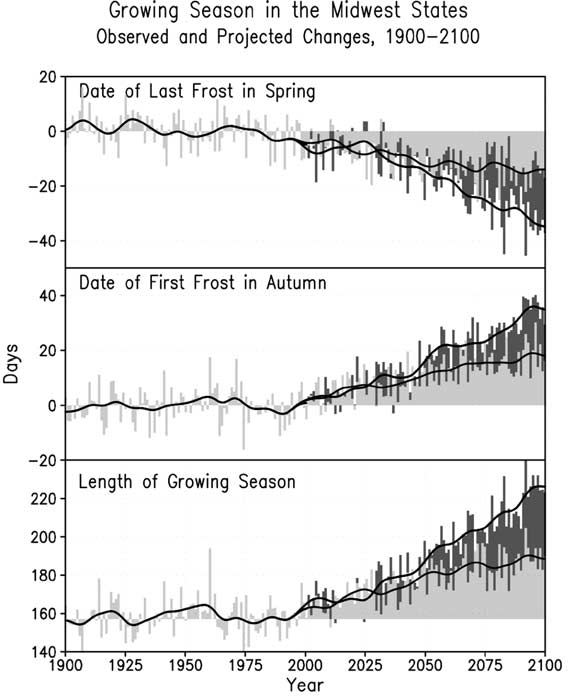 Growing Season in the Midwest States
Observed and Projected Changes, 1900-2100
20
Date of Last Frost in Spring
0
-20
-40
Date of First Frost in Autumn
40
20
0
-20
Days
Length of Growing Season
220
200
180
160
140
1900 1925 1950 1975 2000 2025 2050 2075 2100
Year